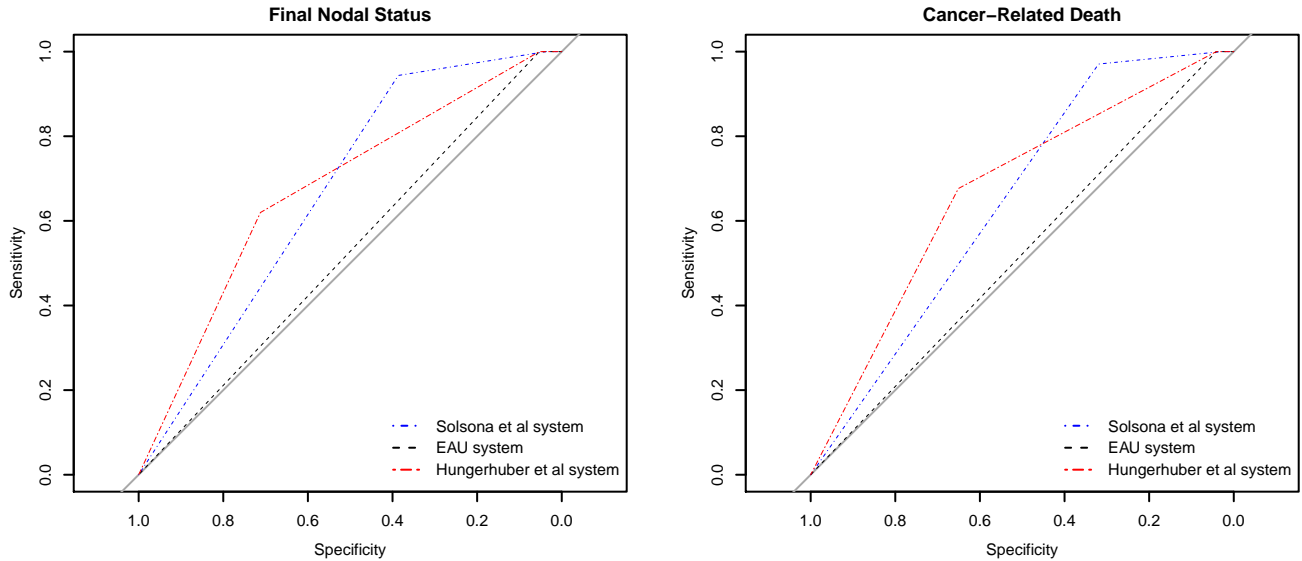 Final Nodal Status
Sensitivity
1.0
0.8
0.6
0.4
0.2
0.0
1.0 0.8 0.6 0.4 0.2 0.0
Specificity
Solsona et al system
EAU system
Hungerhuber et al system
Cancer−Related Death
Sensitivity
1.0
0.8
0.6
0.4
0.2
0.0
1.0 0.8 0.6 0.4 0.2 0.0
Specificity
Solsona et al system
EAU system
Hungerhuber et al system